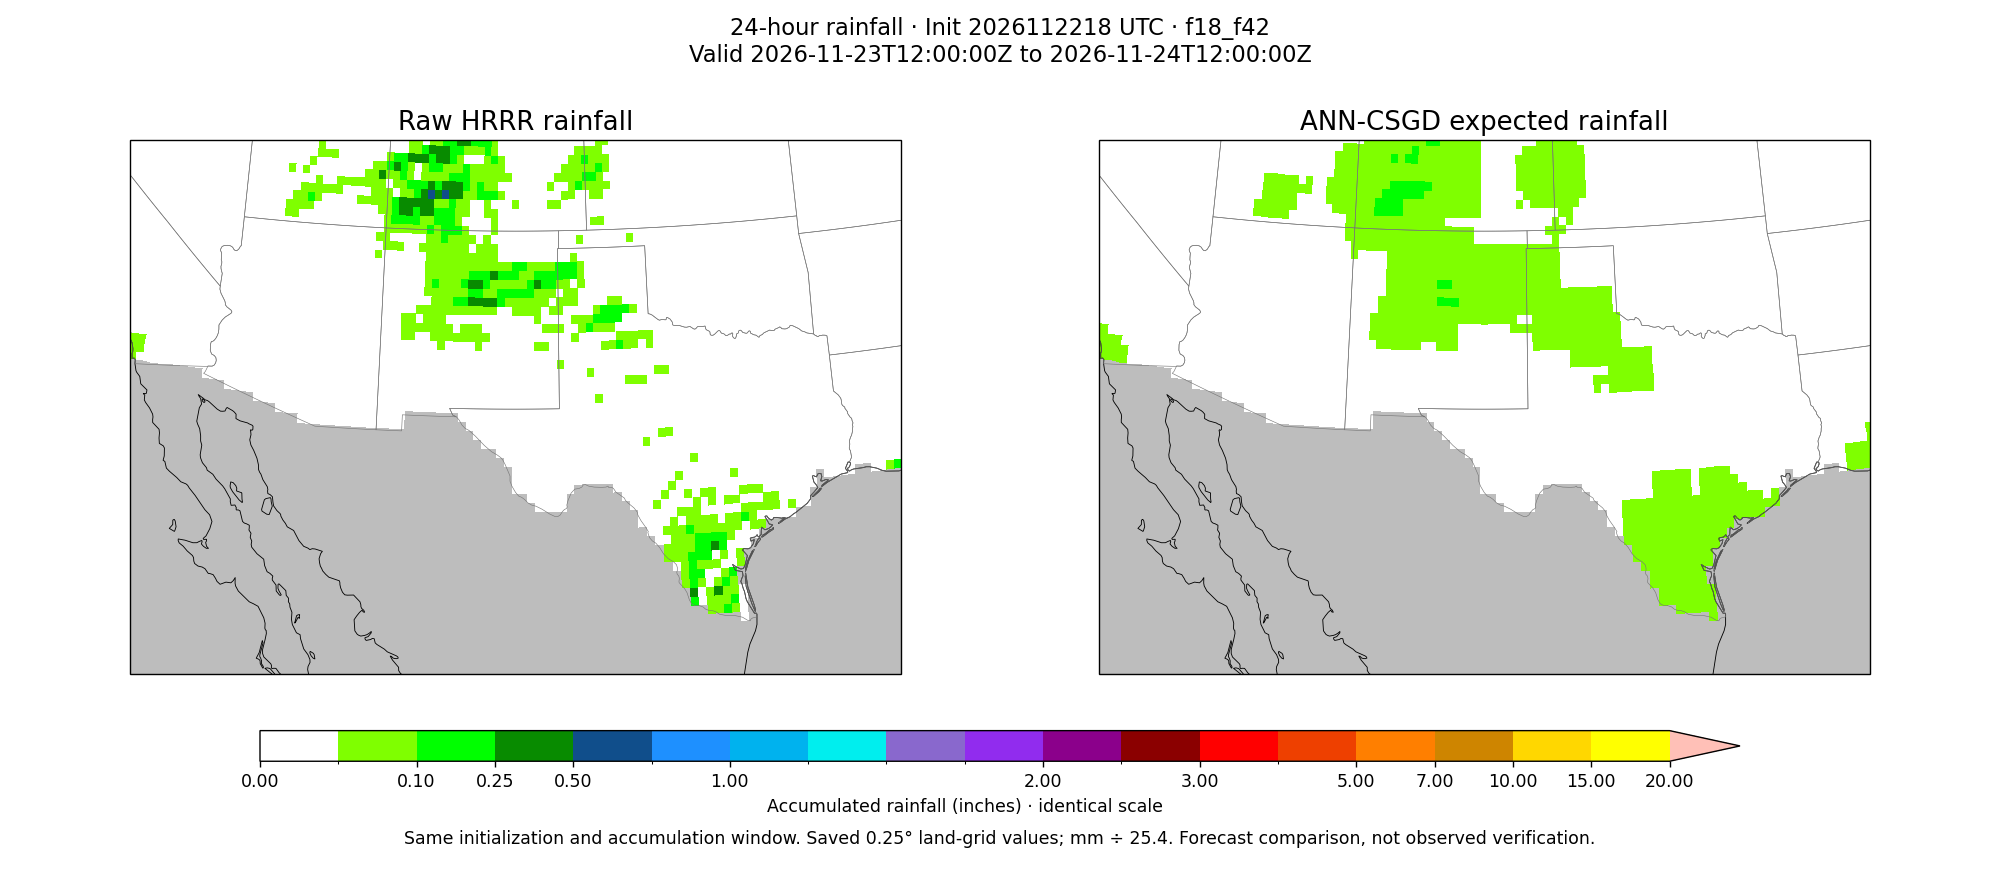 24-hour rainfall · Init 2026112218 UTC · f18_f42
Valid 2026-11-23T12:00:00Z to 2026-11-24T12:00:00Z
Raw HRRR rainfall
ANN-CSGD expected rainfall
0.00 0.10 0.25 0.50 1.00 2.00 3.00 5.00 7.00 10.00 15.00 20.00
Accumulated rainfall (inches) · identical scale
Same initialization and accumulation window. Saved 0.25° land-grid values; mm ÷ 25.4. Forecast comparison, not observed verification.